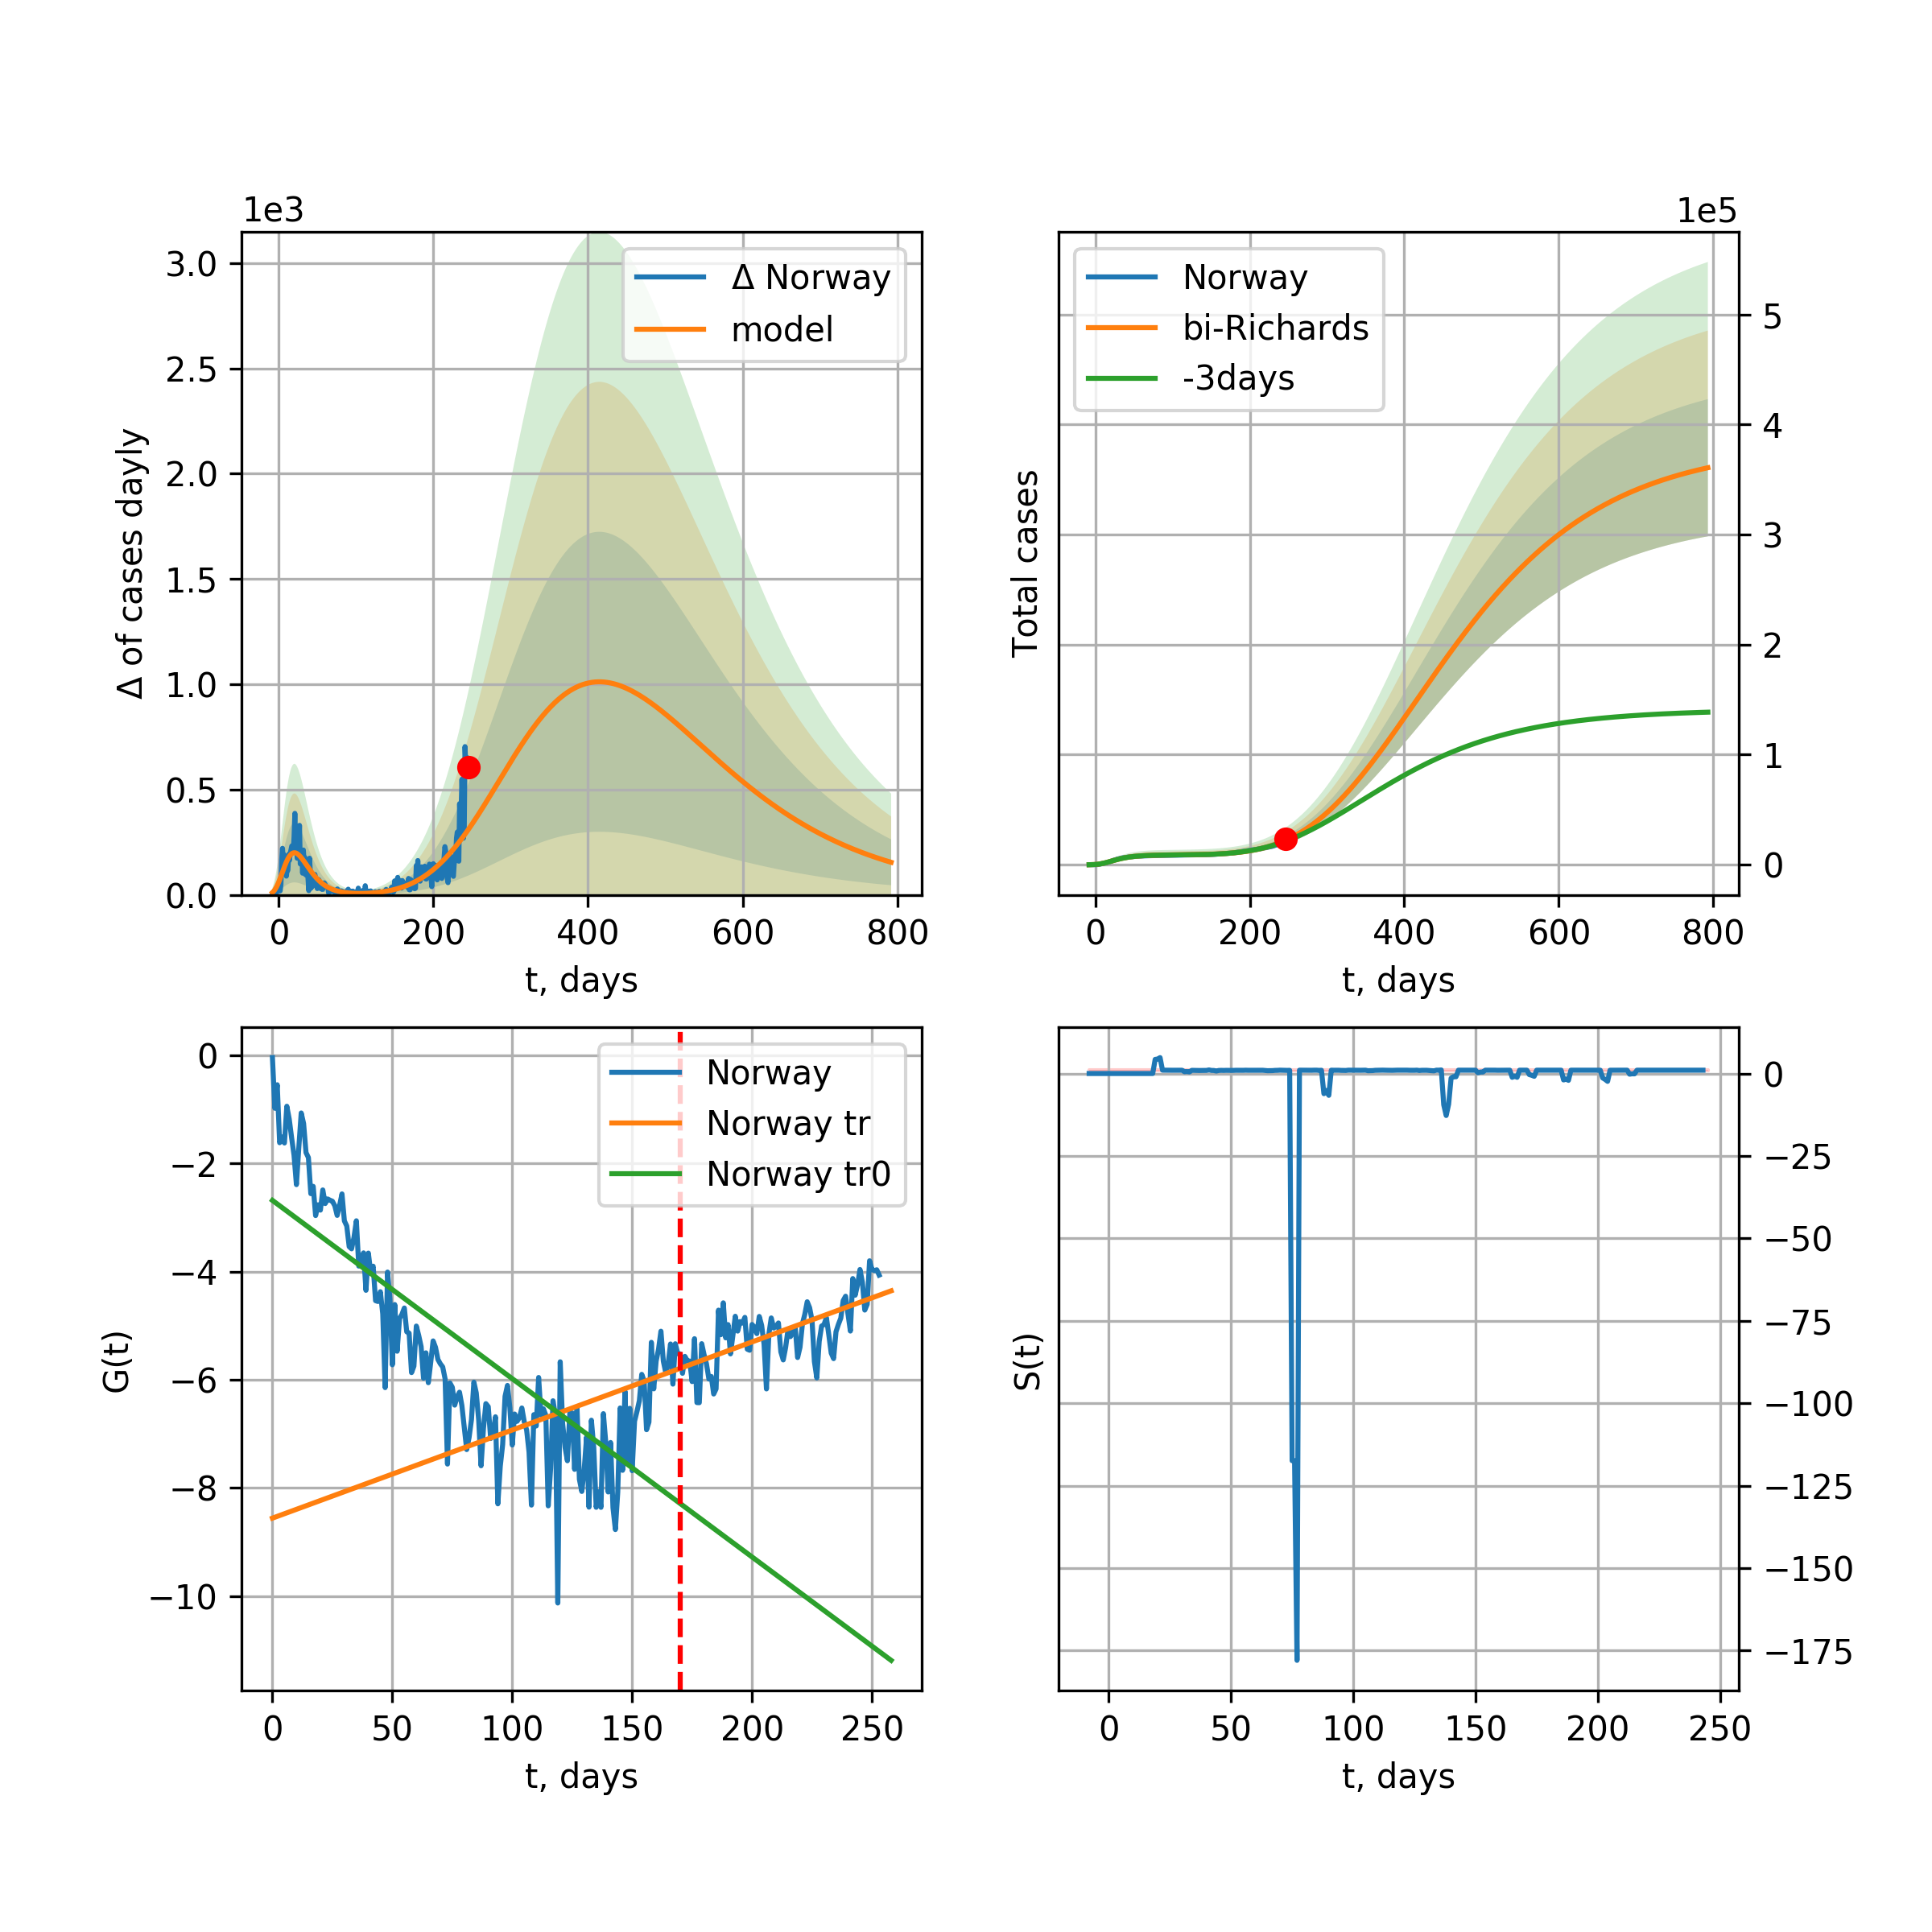 1e3
3.0
2.5
2.0
1.5
1.0
0.5
0.0
Δ of cases dayly
Δ Norway
model
0 200 400 600 800
t, days
1e5
Norway
bi-Richards
-3days
Total cases
5
4
3
2
1
0
0 200 400 600 800
t, days
0
−2
−4
−6
−8
−10
G(t)
Norway
Norway tr
Norway tr0
0 50 100 150 200 250
t, days
S(t)
0
−25
−50
−75
−100
−125
−150
−175
0 50 100 150 200 250
t, days